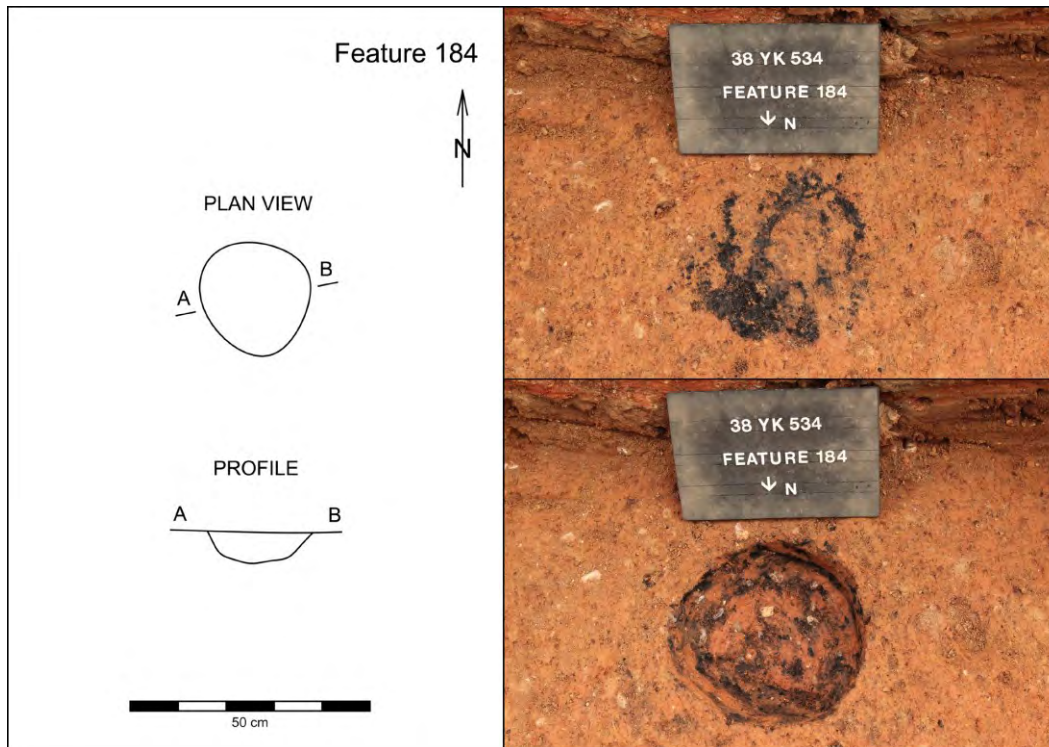 Feature 184
N
PLAN VIEW
A
B
PROFILE
A
B
50 cm
38 YK 534
FEATURE 184
↓ N
38 YK 534
FEATURE 184
↓ N